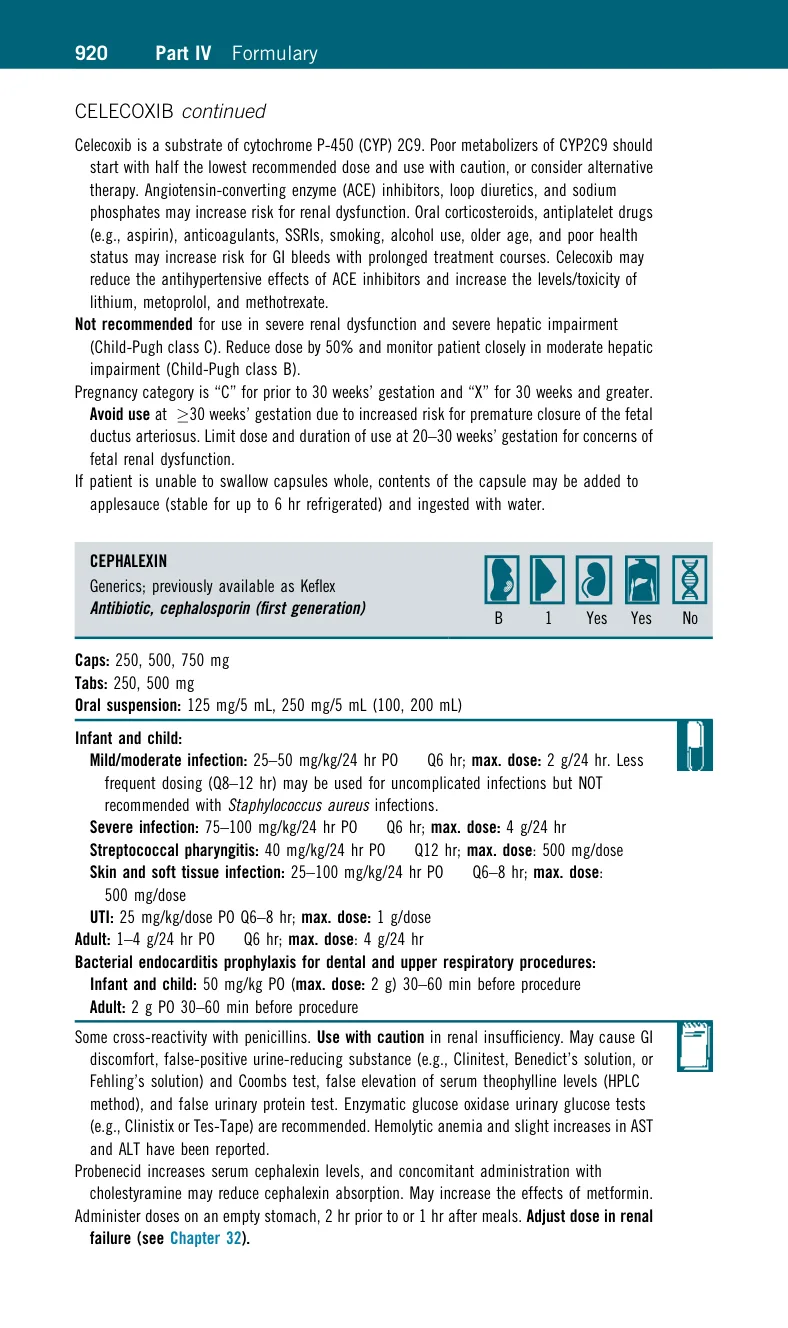 920 Part IV Formulary
CELECOXIB continued
Celecoxib is a substrate of cytochrome P-450 (CYP) 2C9. Poor metabolizers of CYP2C9 should
start with half the lowest recommended dose and use with caution, or consider alternative
therapy. Angiotensin-converting enzyme (ACE) inhibitors, loop diuretics, and sodium
phosphates may increase risk for renal dysfunction. Oral corticosteroids, antiplatelet drugs
(e.g., aspirin), anticoagulants, SSRIs, smoking, alcohol use, older age, and poor health
status may increase risk for GI bleeds with prolonged treatment courses. Celecoxib may
reduce the antihypertensive effects of ACE inhibitors and increase the levels/toxicity of
lithium, metoprolol, and methotrexate.
Not recommended for use in severe renal dysfunction and severe hepatic impairment
(Child-Pugh class C). Reduce dose by 50% and monitor patient closely in moderate hepatic
impairment (Child-Pugh class B).
Pregnancy category is “C” for prior to 30 weeks’ gestation and “X” for 30 weeks and greater.
Avoid use at ≥30 weeks’ gestation due to increased risk for premature closure of the fetal
ductus arteriosus. Limit dose and duration of use at 20–30 weeks’ gestation for concerns of
fetal renal dysfunction.
If patient is unable to swallow capsules whole, contents of the capsule may be added to
applesauce (stable for up to 6 hr refrigerated) and ingested with water.
CEPHALEXIN
Generics; previously available as Keflex
Antibiotic, cephalosporin (first generation)
B 1 Yes Yes No
Caps: 250, 500, 750 mg
Tabs: 250, 500 mg
Oral suspension: 125 mg/5 mL, 250 mg/5 mL (100, 200 mL)
Infant and child:
Mild/moderate infection: 25–50 mg/kg/24 hr PO Q6 hr; max. dose: 2 g/24 hr. Less
frequent dosing (Q8–12 hr) may be used for uncomplicated infections but NOT
recommended with Staphylococcus aureus infections.
Severe infection: 75–100 mg/kg/24 hr PO Q6 hr; max. dose: 4 g/24 hr
Streptococcal pharyngitis: 40 mg/kg/24 hr PO Q12 hr; max. dose: 500 mg/dose
Skin and soft tissue infection: 25–100 mg/kg/24 hr PO Q6–8 hr; max. dose:
500 mg/dose
UTI: 25 mg/kg/dose PO Q6–8 hr; max. dose: 1 g/dose
Adult: 1–4 g/24 hr PO Q6 hr; max. dose: 4 g/24 hr
Bacterial endocarditis prophylaxis for dental and upper respiratory procedures:
Infant and child: 50 mg/kg PO (max. dose: 2 g) 30–60 min before procedure
Adult: 2 g PO 30–60 min before procedure
Some cross-reactivity with penicillins. Use with caution in renal insufficiency. May cause GI
discomfort, false-positive urine-reducing substance (e.g., Clinitest, Benedict’s solution, or
Fehling’s solution) and Coombs test, false elevation of serum theophylline levels (HPLC
method), and false urinary protein test. Enzymatic glucose oxidase urinary glucose tests
(e.g., Clinistix or Tes-Tape) are recommended. Hemolytic anemia and slight increases in AST
and ALT have been reported.
Probenecid increases serum cephalexin levels, and concomitant administration with
cholestyramine may reduce cephalexin absorption. May increase the effects of metformin.
Administer doses on an empty stomach, 2 hr prior to or 1 hr after meals. Adjust dose in renal
failure (see Chapter 32).